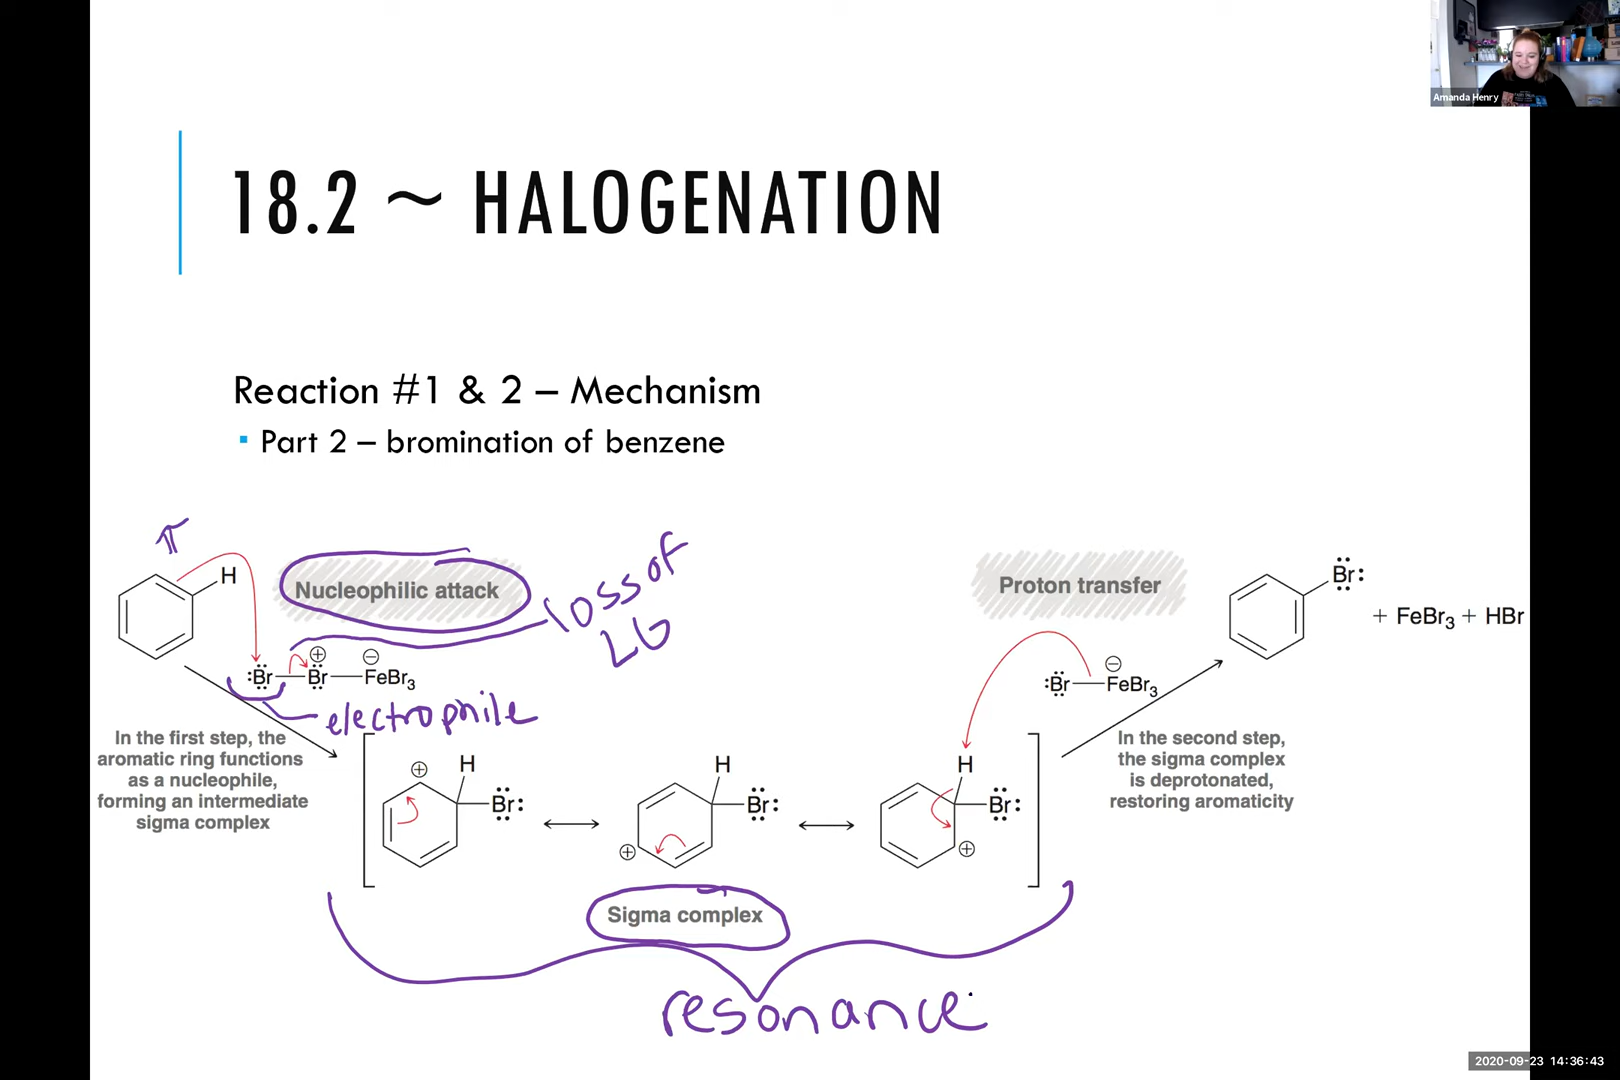 Amanda Henry
18.2 ~ HALOGENATION
Reaction #1 & 2 – Mechanism
▪ Part 2 – bromination of benzene
π
H
Nucleophilic attack
loss of
LG
:Br—Br—FeBr₃
⊕ ⊖
electrophile
In the first step, the
aromatic ring functions
as a nucleophile,
forming an intermediate
sigma complex
⊕ H
Br:
H
Br:
⊕
H
Br:
⊕
Sigma complex
resonance
Proton transfer
⊖
:Br—FeBr₃
In the second step,
the sigma complex
is deprotonated,
restoring aromaticity
Br:
+ FeBr₃ + HBr
2020-09-23 14:36:43